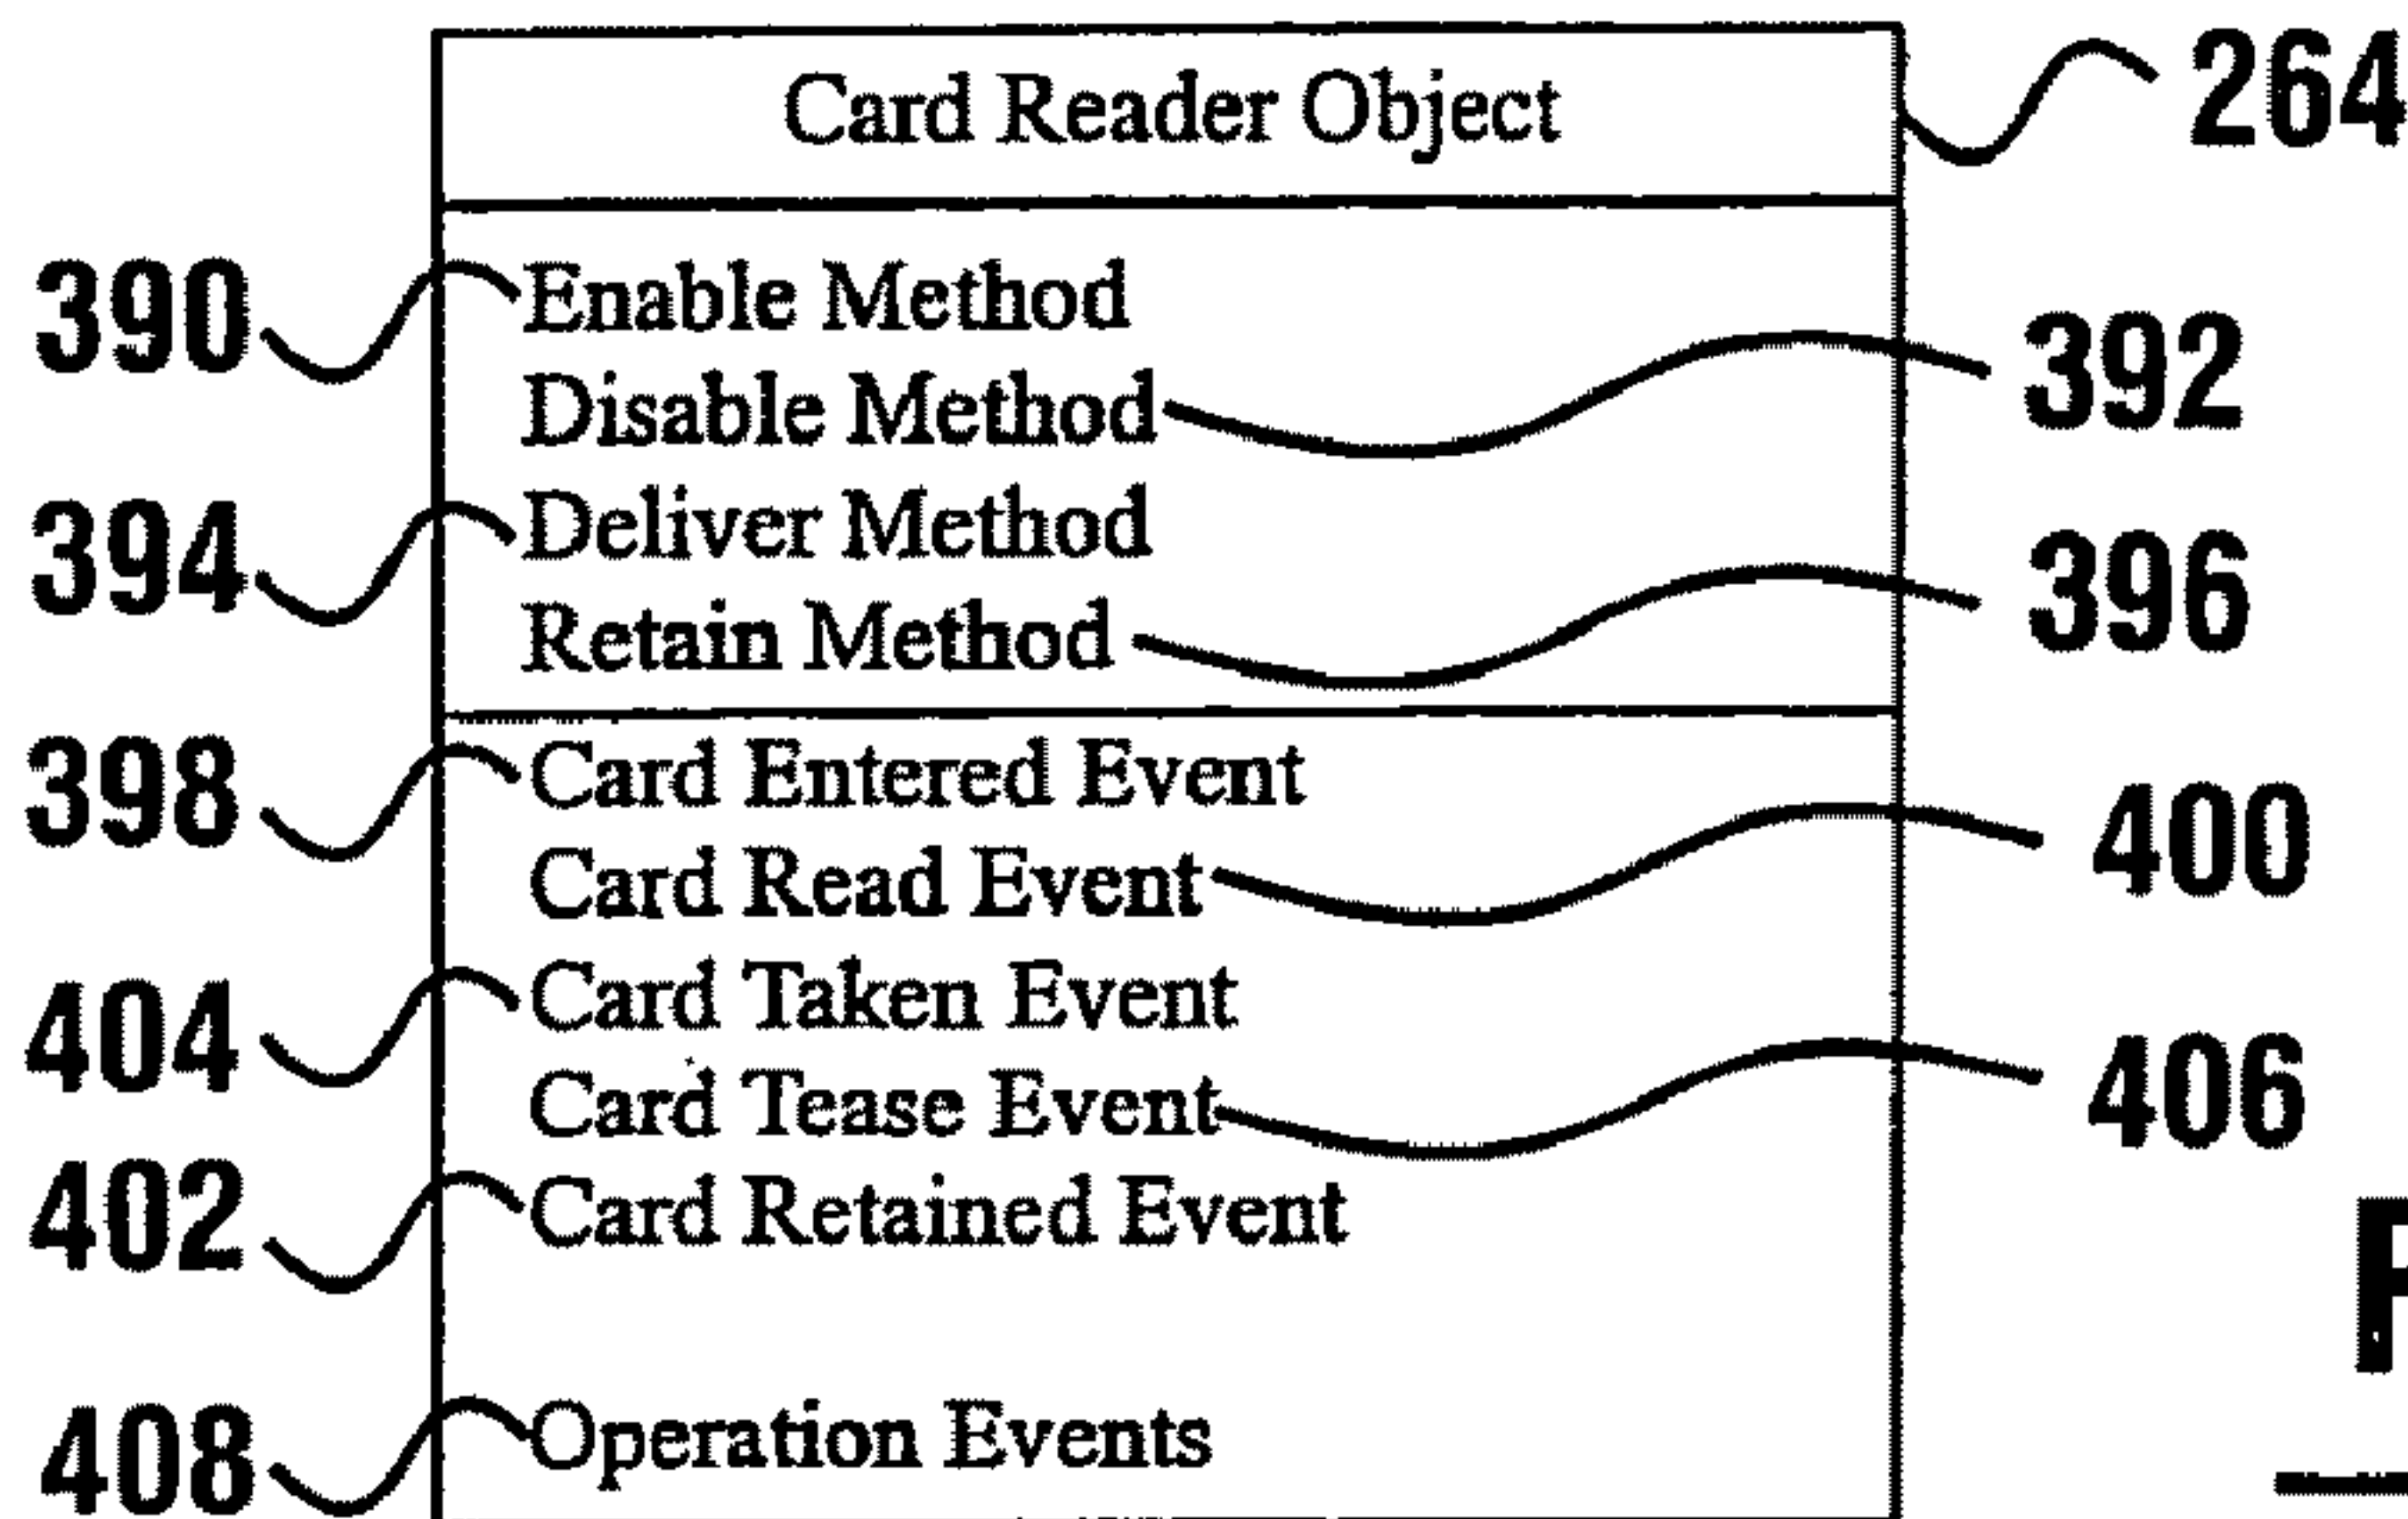 Card Reader Object 264
390 Enable Method
Disable Method 392
394 Deliver Method
Retain Method 396
398 Card Entered Event
Card Read Event 400
404 Card Taken Event
Card Tease Event 406
402 Card Retained Event
408 Operation Events